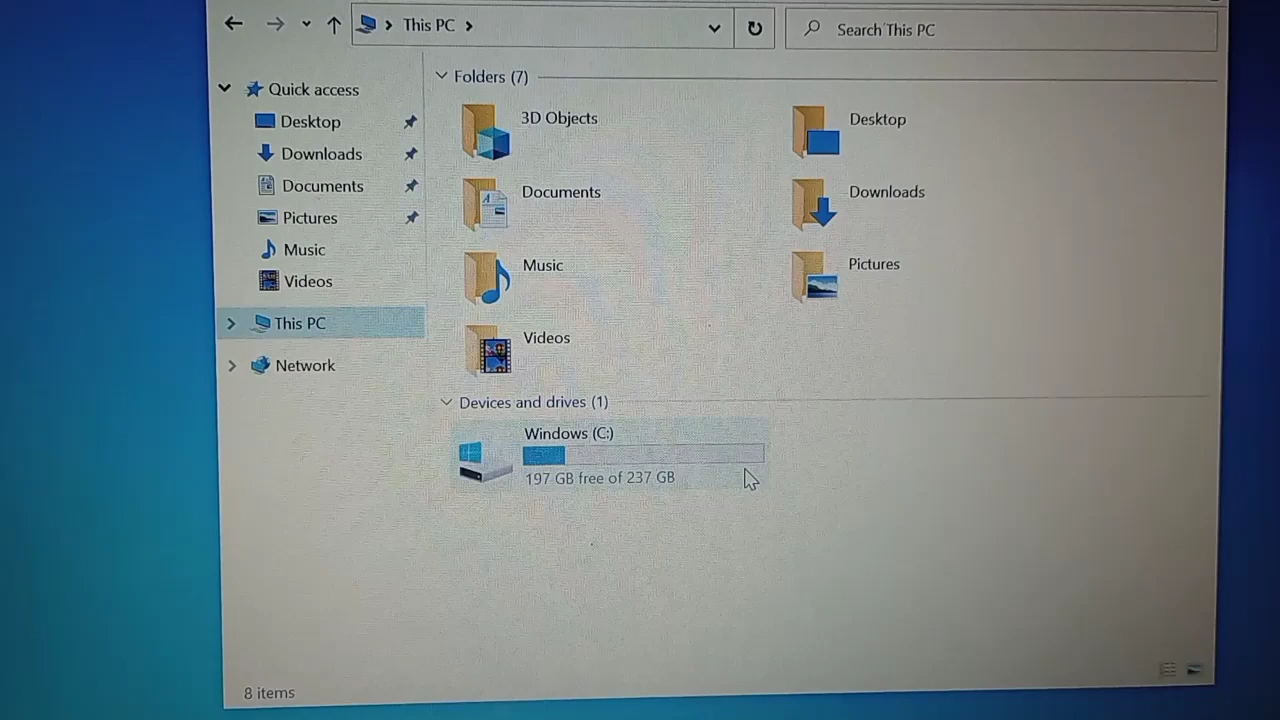 This PC
Search This PC
Quick access
Desktop
Downloads
Documents
Pictures
Music
Videos
This PC
Network
Folders (7)
3D Objects
Desktop
Documents
Downloads
Music
Pictures
Videos
Devices and drives (1)
Windows (C:)
197 GB free of 237 GB
8 items